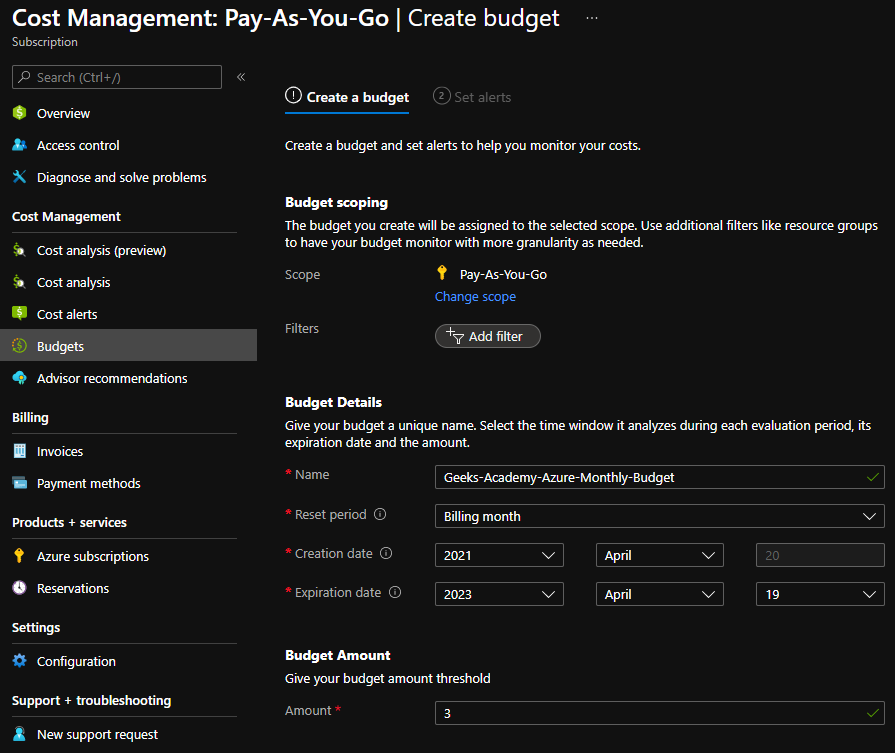 Cost Management: Pay-As-You-Go | Create budget ...
Subscription
Search (Ctrl+/) «
Overview
Access control
Diagnose and solve problems
Cost Management
Cost analysis (preview)
Cost analysis
Cost alerts
Budgets
Advisor recommendations
Billing
Invoices
Payment methods
Products + services
Azure subscriptions
Reservations
Settings
Configuration
Support + troubleshooting
New support request
Create a budget 2 Set alerts
Create a budget and set alerts to help you monitor your costs.
Budget scoping
The budget you create will be assigned to the selected scope. Use additional filters like resource groups
to have your budget monitor with more granularity as needed.
Scope Pay-As-You-Go
Change scope
Filters Add filter
Budget Details
Give your budget a unique name. Select the time window it analyzes during each evaluation period, its
expiration date and the amount.
* Name Geeks-Academy-Azure-Monthly-Budget
* Reset period Billing month
* Creation date 2021 April 20
* Expiration date 2023 April 19
Budget Amount
Give your budget amount threshold
Amount * 3